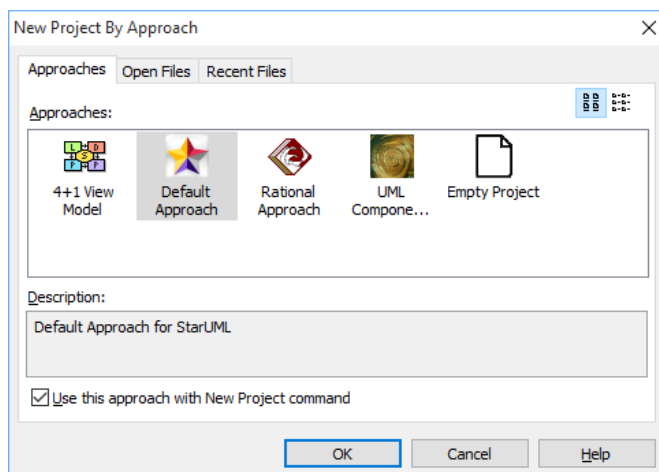 New Project By Approach
Approaches Open Files Recent Files
Approaches:
L D
S
P P
4+1 View Default Rational UML Empty Project
Model Approach Approach Compone...
Description:
Default Approach for StarUML
Use this approach with New Project command
OK Cancel Help